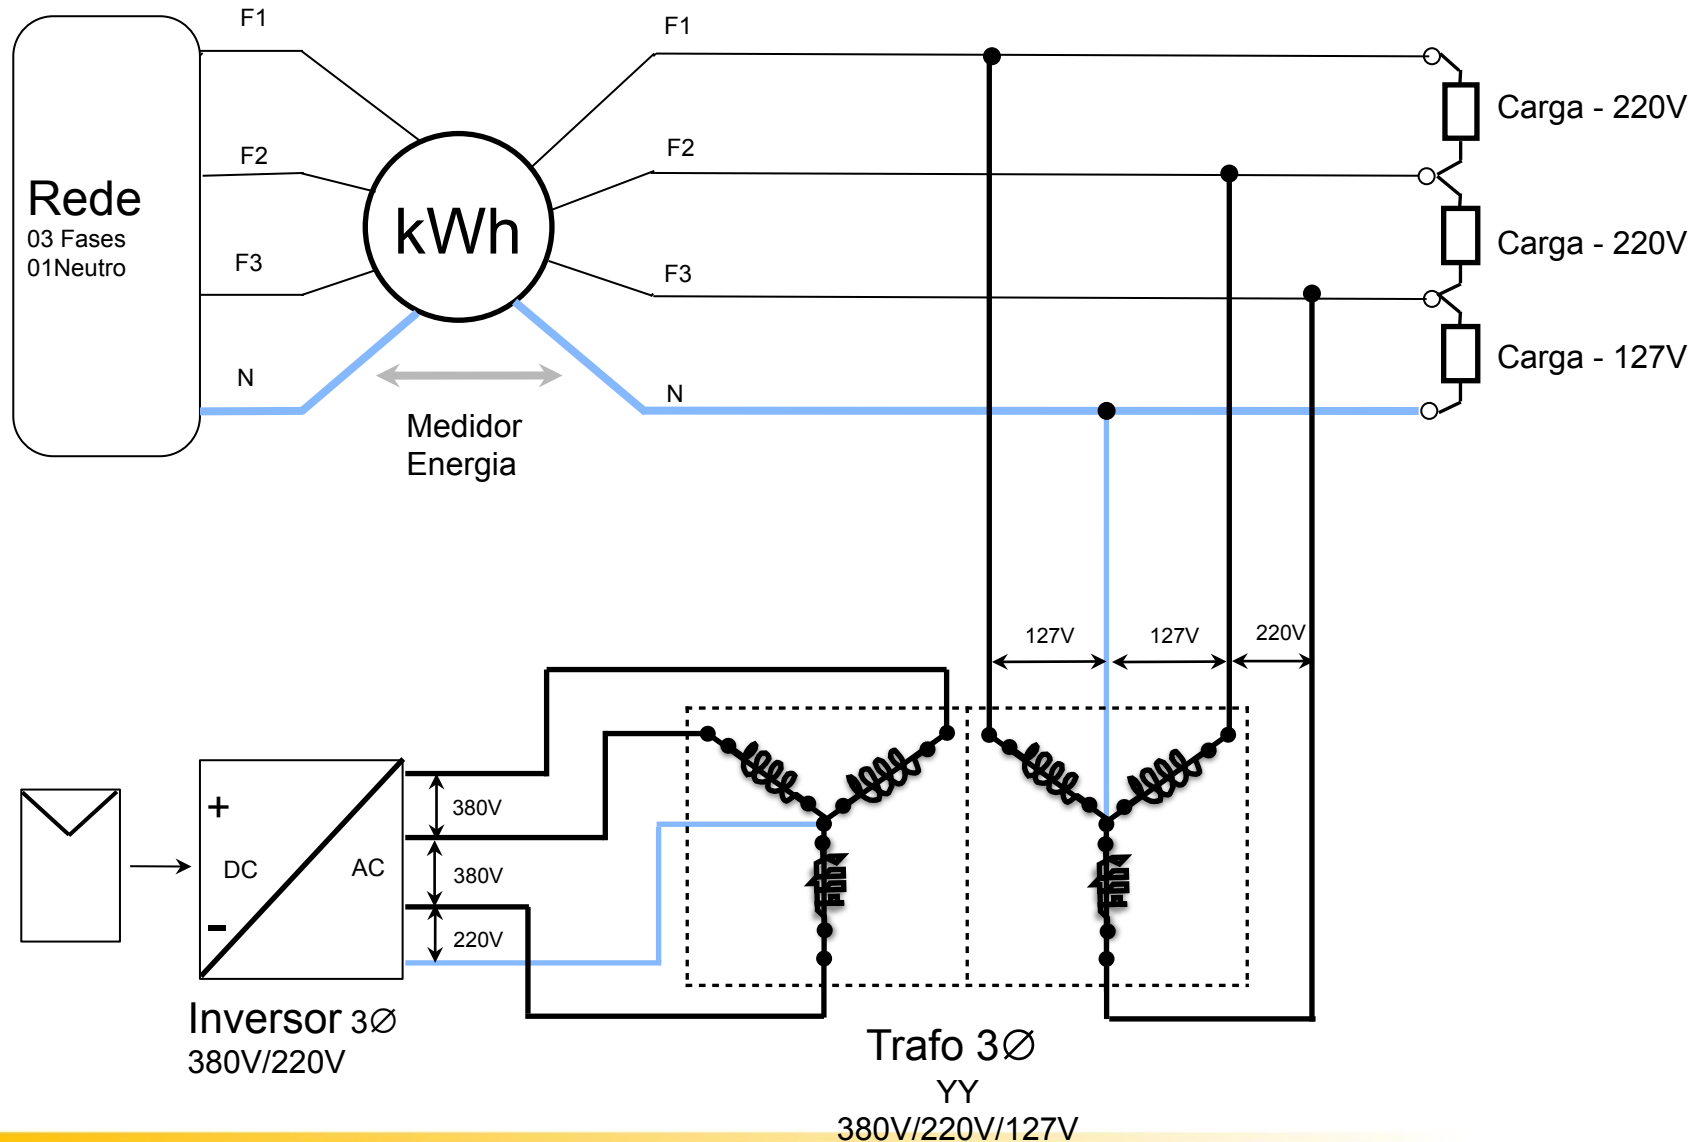 F1
F1
Carga - 220V
F2
F2
Rede
03 Fases
01Neutro
kWh
Carga - 220V
F3
F3
Carga - 127V
N
N
Medidor
Energia
127V
127V
220V
+
380V
DC
AC
380V
-
220V
Inversor 3∅
380V/220V
Trafo 3∅
YY
380V/220V/127V